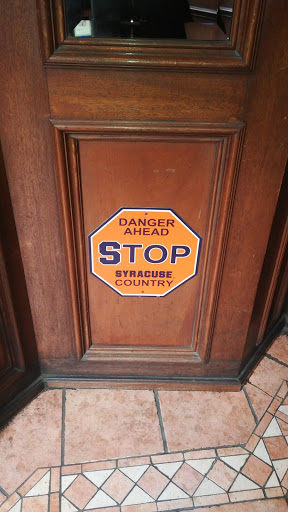 DANGER
AHEAD
STOP
SYRACUSE
COUNTRY